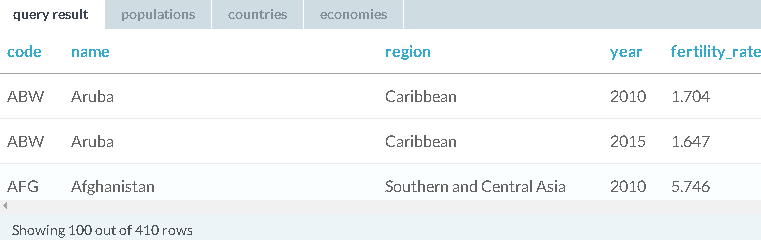 query result populations countries economies
code name region year fertility_rate
ABW Aruba Caribbean 2010 1.704
ABW Aruba Caribbean 2015 1.647
AFG Afghanistan Southern and Central Asia 2010 5.746
Showing 100 out of 410 rows